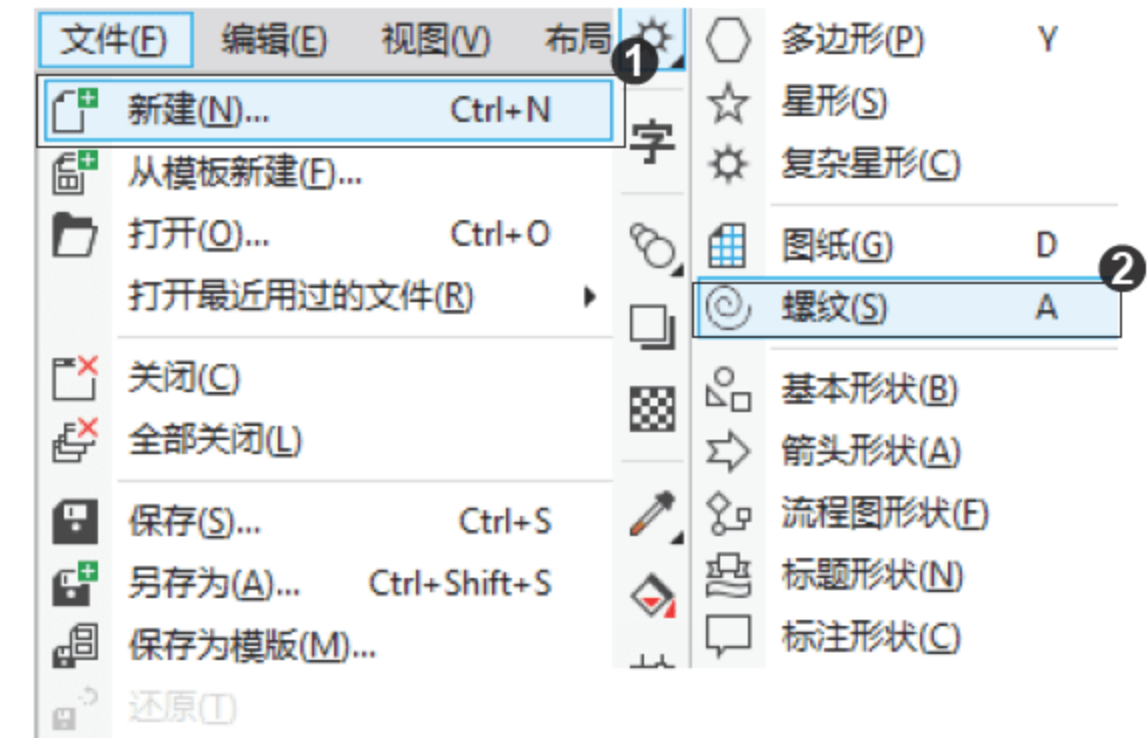 文件(F) 编辑(E) 视图(V) 布局
1
新建(N)... Ctrl+N
从模板新建(F)...
打开(O)... Ctrl+O
打开最近用过的文件(R)
关闭(C)
全部关闭(L)
保存(S)... Ctrl+S
另存为(A)... Ctrl+Shift+S
保存为模版(M)...
还原(T)
字
多边形(P) Y
星形(S)
复杂星形(C)
图纸(G) D
2
螺纹(S) A
基本形状(B)
箭头形状(A)
流程图形状(F)
标题形状(N)
标注形状(C)